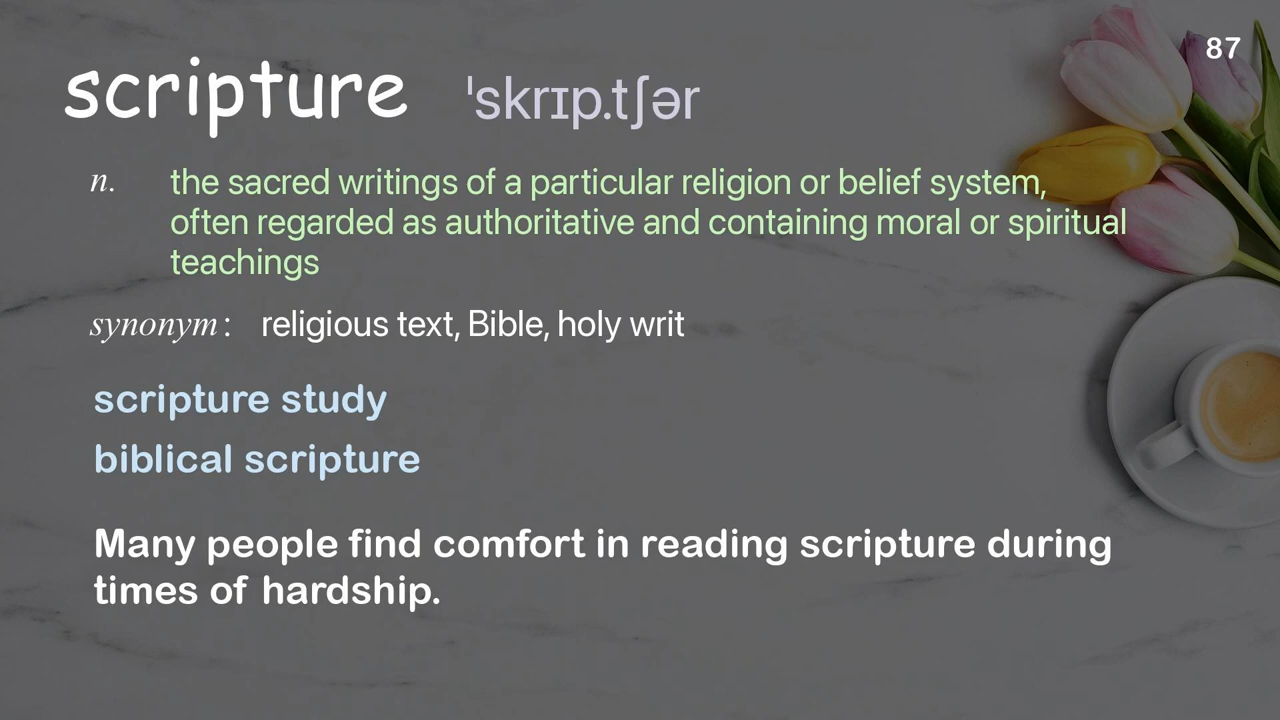 87
scripture ˈskrɪp.tʃər
n. the sacred writings of a particular religion or belief system,
often regarded as authoritative and containing moral or spiritual
teachings
synonym: religious text, Bible, holy writ
scripture study
biblical scripture
Many people find comfort in reading scripture during
times of hardship.